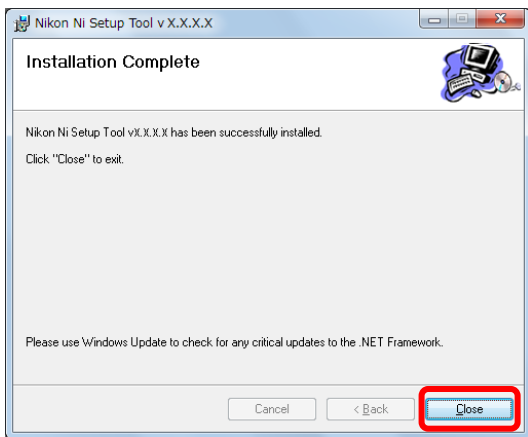 Nikon Ni Setup Tool v X.X.X.X
Installation Complete
Nikon Ni Setup Tool vX.X.X.X has been successfully installed.
Click "Close" to exit.
Please use Windows Update to check for any critical updates to the .NET Framework.
Cancel < Back Close